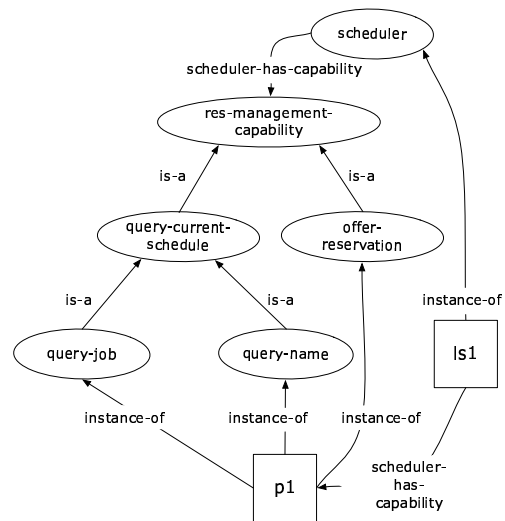 scheduler
scheduler-has-capability
res-management-
capability
is-a
is-a
query-current-
schedule
offer-
reservation
is-a
is-a
instance-of
query-job
query-name
ls1
instance-of
instance-of
instance-of
p1
scheduler-
has-
capability